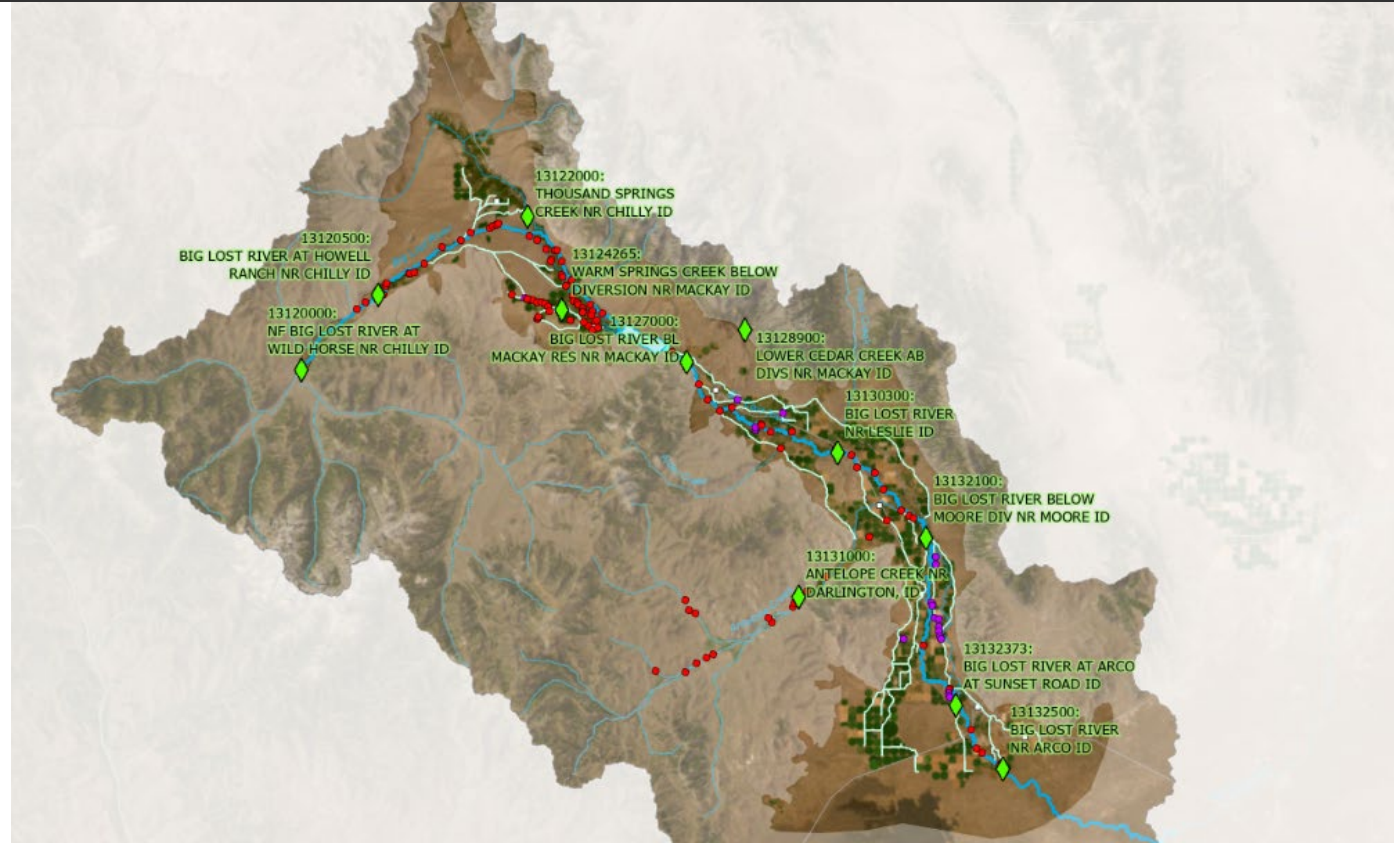 13122000:
THOUSAND SPRINGS
CREEK NR CHILLY ID
13120500:
BIG LOST RIVER AT HOWELL
RANCH NR CHILLY ID
13124265:
WARM SPRINGS CREEK BELOW
DIVERSION NR MACKAY ID
13120000:
NF BIG LOST RIVER AT
WILD HORSE NR CHILLY ID
13127000:
BIG LOST RIVER BL
MACKAY RES NR MACKAY ID
13128900:
LOWER CEDAR CREEK AB
DIVS NR MACKAY ID
13130300:
BIG LOST RIVER
NR LESLIE ID
13132100:
BIG LOST RIVER BELOW
MOORE DIV NR MOORE ID
13131000:
ANTELOPE CREEK NR
DARLINGTON, ID
13132373:
BIG LOST RIVER AT ARCO
AT SUNSET ROAD ID
13132500:
BIG LOST RIVER
NR ARCO ID